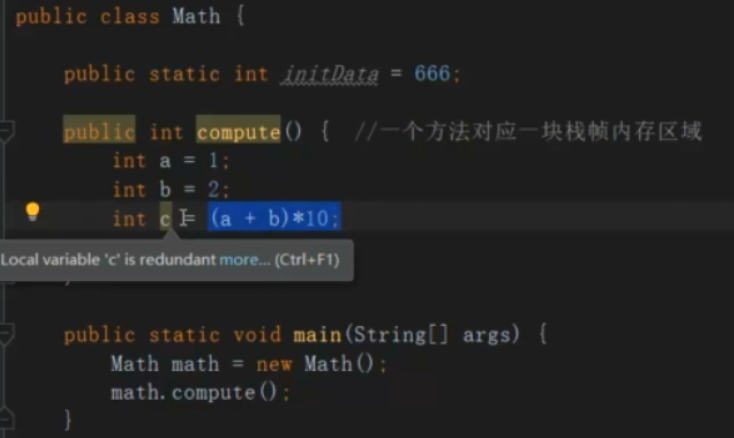 public class Math {
public static int initData = 666;
public int compute() { //一个方法对应一块栈帧内存区域
int a = 1;
int b = 2;
int c = (a + b)*10;
Local variable 'c' is redundant more... (Ctrl+F1)
}
public static void main(String[] args) {
Math math = new Math();
math.compute();
}